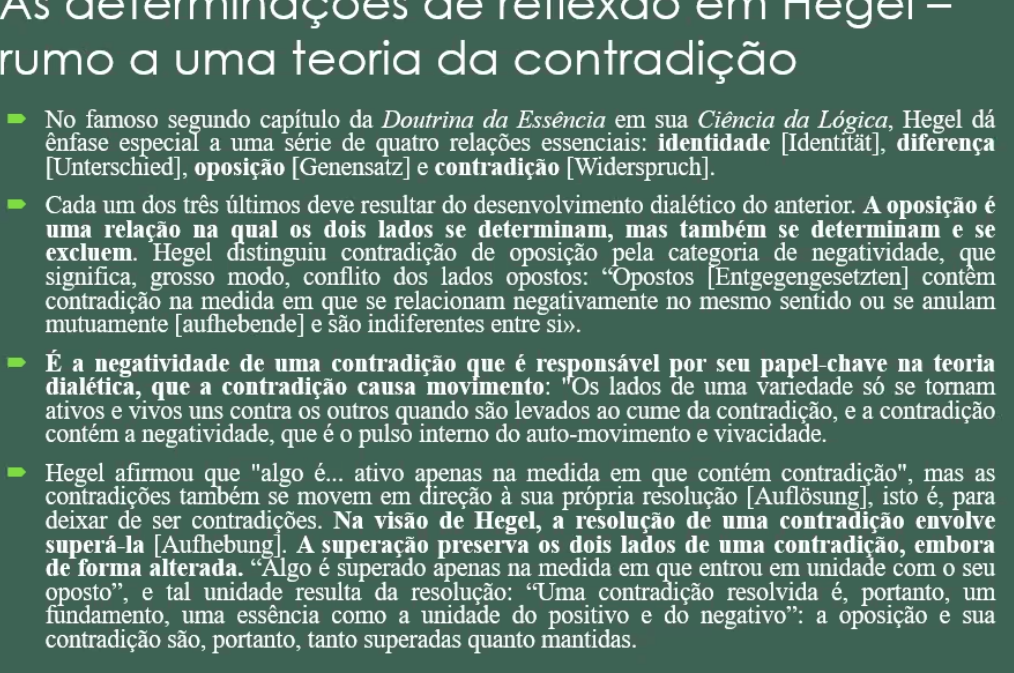 As determinações de reflexão em Hegel –
rumo a uma teoria da contradição
No famoso segundo capítulo da Doutrina da Essência em sua Ciência da Lógica, Hegel dá
ênfase especial a uma série de quatro relações essenciais: identidade [Identität], diferença
[Unterschied], oposição [Genensatz] e contradição [Widerspruch].
Cada um dos três últimos deve resultar do desenvolvimento dialético do anterior. A oposição é
uma relação na qual os dois lados se determinam, mas também se determinam e se
excluem. Hegel distinguiu contradição de oposição pela categoria de negatividade, que
significa, grosso modo, conflito dos lados opostos: “Opostos [Entgegengesetzten] contêm
contradição na medida em que se relacionam negativamente no mesmo sentido ou se anulam
mutuamente [aufhebende] e são indiferentes entre si».
É a negatividade de uma contradição que é responsável por seu papel-chave na teoria
dialética, que a contradição causa movimento: "Os lados de uma variedade só se tornam
ativos e vivos uns contra os outros quando são levados ao cume da contradição, e a contradição
contém a negatividade, que é o pulso interno do auto-movimento e vivacidade.
Hegel afirmou que "algo é... ativo apenas na medida em que contém contradição", mas as
contradições também se movem em direção à sua própria resolução [Auflösung], isto é, para
deixar de ser contradições. Na visão de Hegel, a resolução de uma contradição envolve
superá-la [Aufhebung]. A superação preserva os dois lados de uma contradição, embora
de forma alterada. “Algo é superado apenas na medida em que entrou em unidade com o seu
oposto”, e tal unidade resulta da resolução: “Uma contradição resolvida é, portanto, um
fundamento, uma essência como a unidade do positivo e do negativo”: a oposição e sua
contradição são, portanto, tanto superadas quanto mantidas.